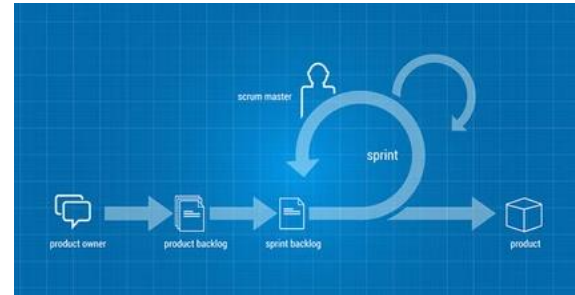 scrum master
sprint
product owner
product backlog
sprint backlog
product